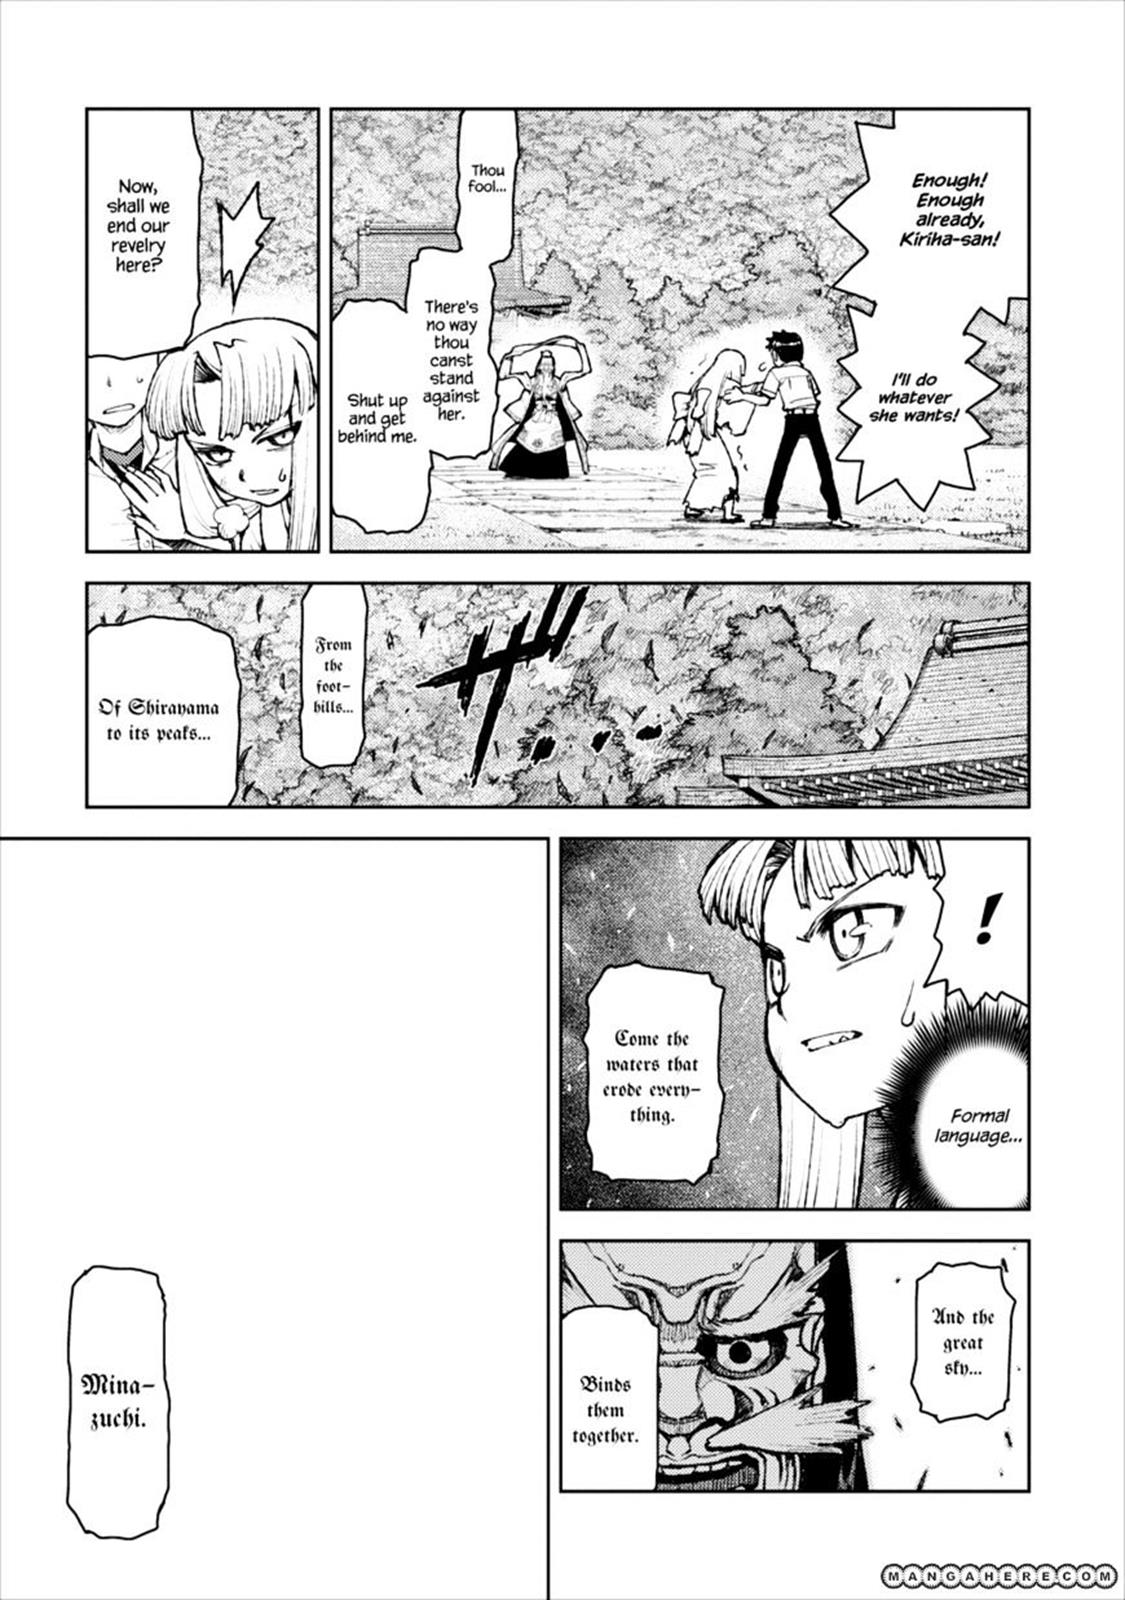 Enough!
Enough
already,
Kiriha-san!
I'll do
whatever
she wants!
Thou
fool...
There's
no way
thou
canst
stand
against
her.
Shut up
and get
behind me.
Now,
shall we
end our
revelry
here?
From
the
foot-
hills...
Of Shirayama
to its peaks...
!
Formal
language...
Come the
waters that
erode every-
thing.
And the
great
sky...
Binds
them
together.
Mina-
zuchi.
MANGAHERE.COM